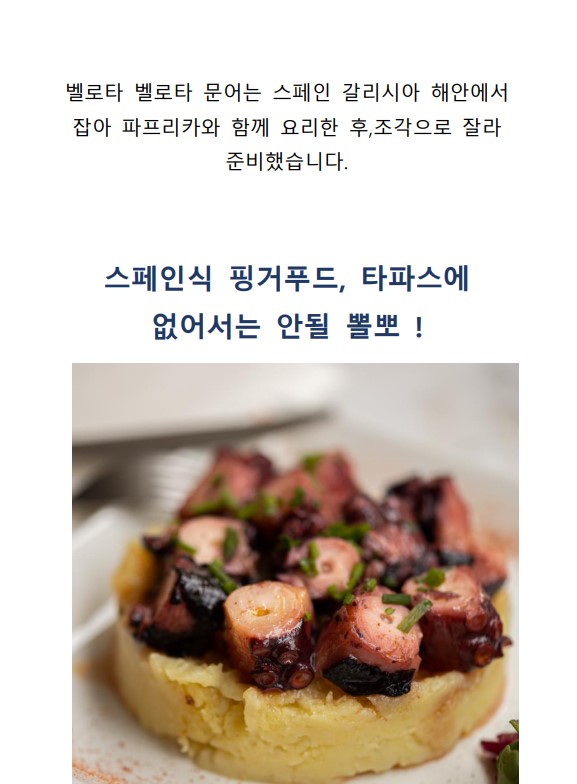 벨로타 벨로타 문어는 스페인 갈리시아 해안에서
잡아 파프리카와 함께 요리한 후,조각으로 잘라
준비했습니다.
스페인식 핑거푸드, 타파스에
없어서는 안될 뽈뽀 !